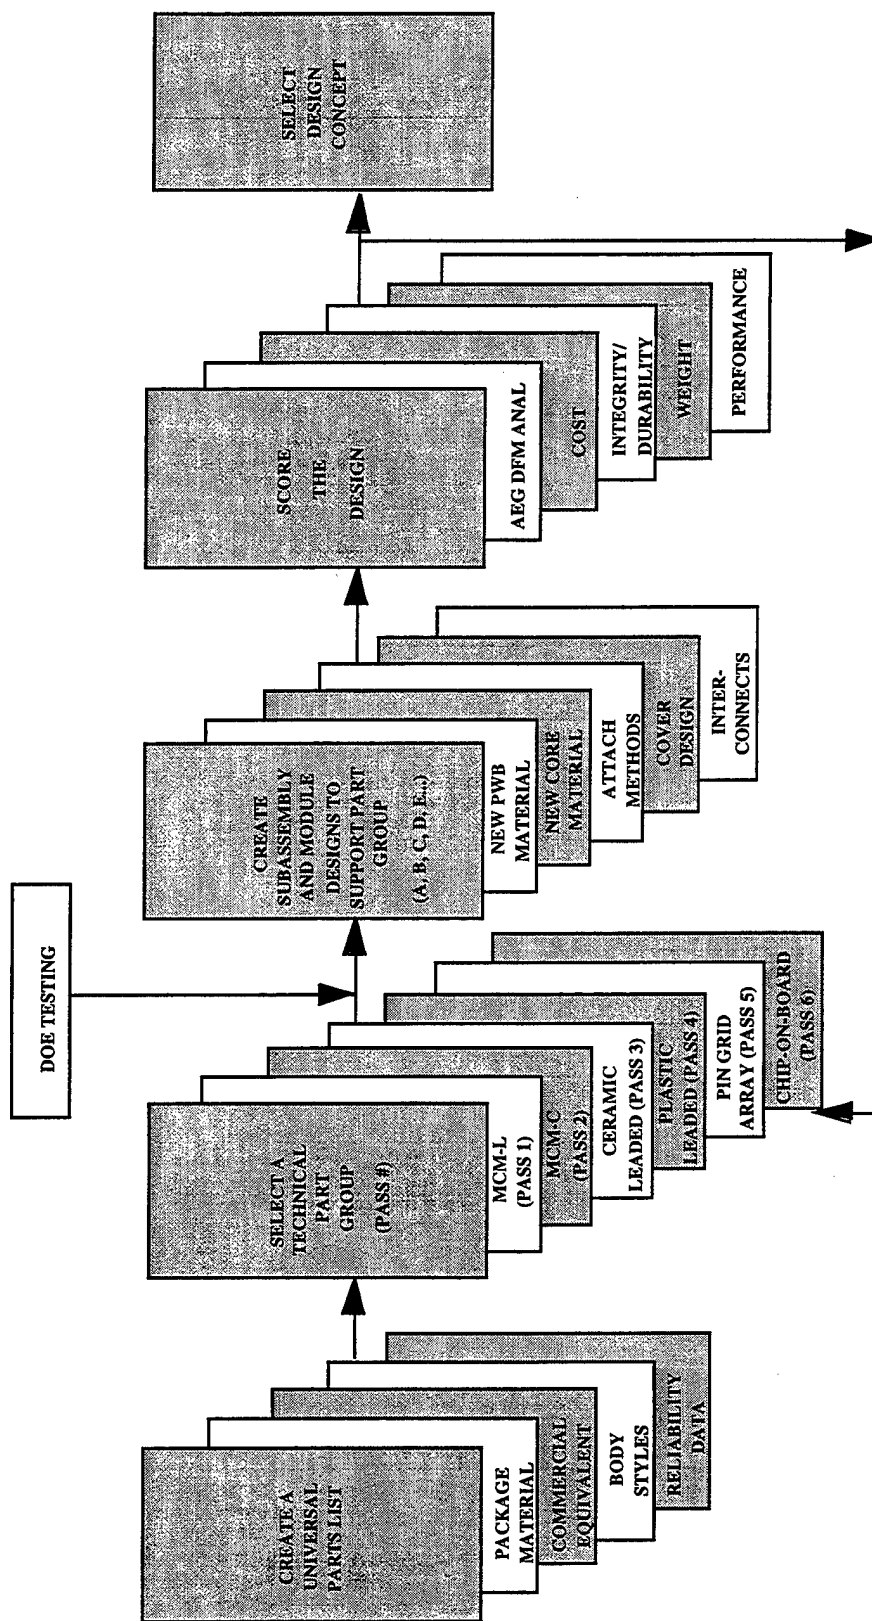 DOE TESTING
CREATE A
UNIVERSAL
PARTS LIST
PACKAGE
MATERIAL
COMMERCIAL
EQUIVALENT
BODY
STYLES
RELIABILITY
DATA
SELECT A
TECHNICAL
PART
GROUP
(PASS #)
MCM-L
(PASS 1)
MCM-C
(PASS 2)
CERAMIC
LEADED (PASS 3)
PLASTIC
LEADED (PASS 4)
PIN GRID
ARRAY (PASS 5)
CHIP-ON-BOARD
(PASS 6)
CREATE
SUBASSEMBLY
AND MODULE
DESIGNS TO
SUPPORT PART
GROUP
(A, B, C, D, E...)
NEW PWB
MATERIAL
NEW CORE
MATERIAL
ATTACH
METHODS
COVER
DESIGN
INTER-
CONNECTS
SCORE
THE
DESIGN
AEG DFM ANAL
COST
INTEGRITY/
DURABILITY
WEIGHT
PERFORMANCE
SELECT
DESIGN
CONCEPT